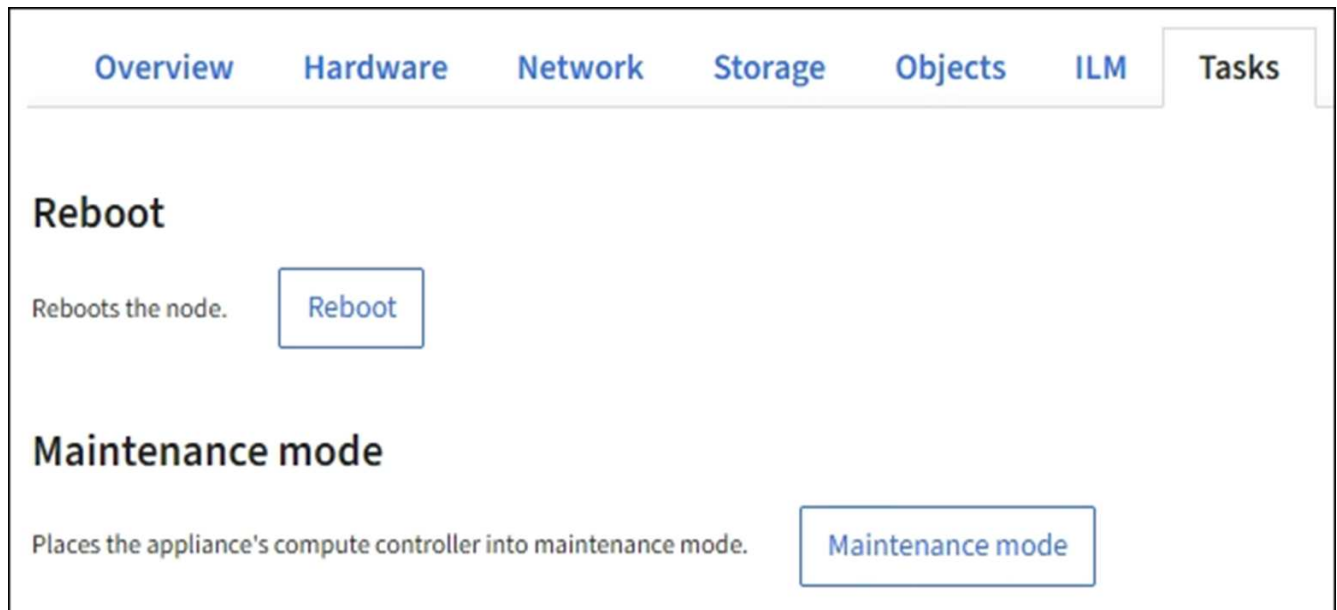 Overview Hardware Network Storage Objects ILM Tasks
Reboot
Reboots the node. Reboot
Maintenance mode
Places the appliance's compute controller into maintenance mode. Maintenance mode